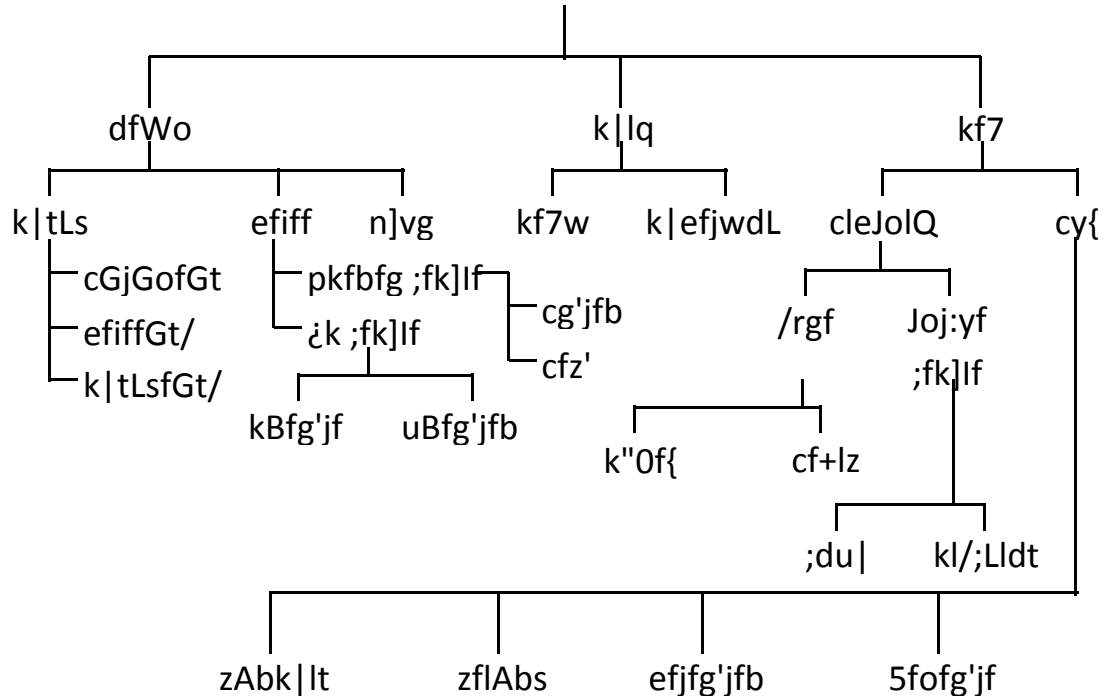 dfWo
k|lq
kf7
k|tLs
efiff
n]vg
kf7w
k|efjwdL
cleJolQ
cy{
cGjGofGt
efiffGt/
k|tLsfGt/
pkfbfg ;fk]If
¿k ;fk]If
cg'jfb
cfz'
/rgf
Joj:yf
;fk]If
kBfg'jf
uBfg'jfb
k"0f{
cf+lz
;du|
kl/;Lldt
zAbk|lt
zflAbs
efjfg'jfb
5fofg'jf